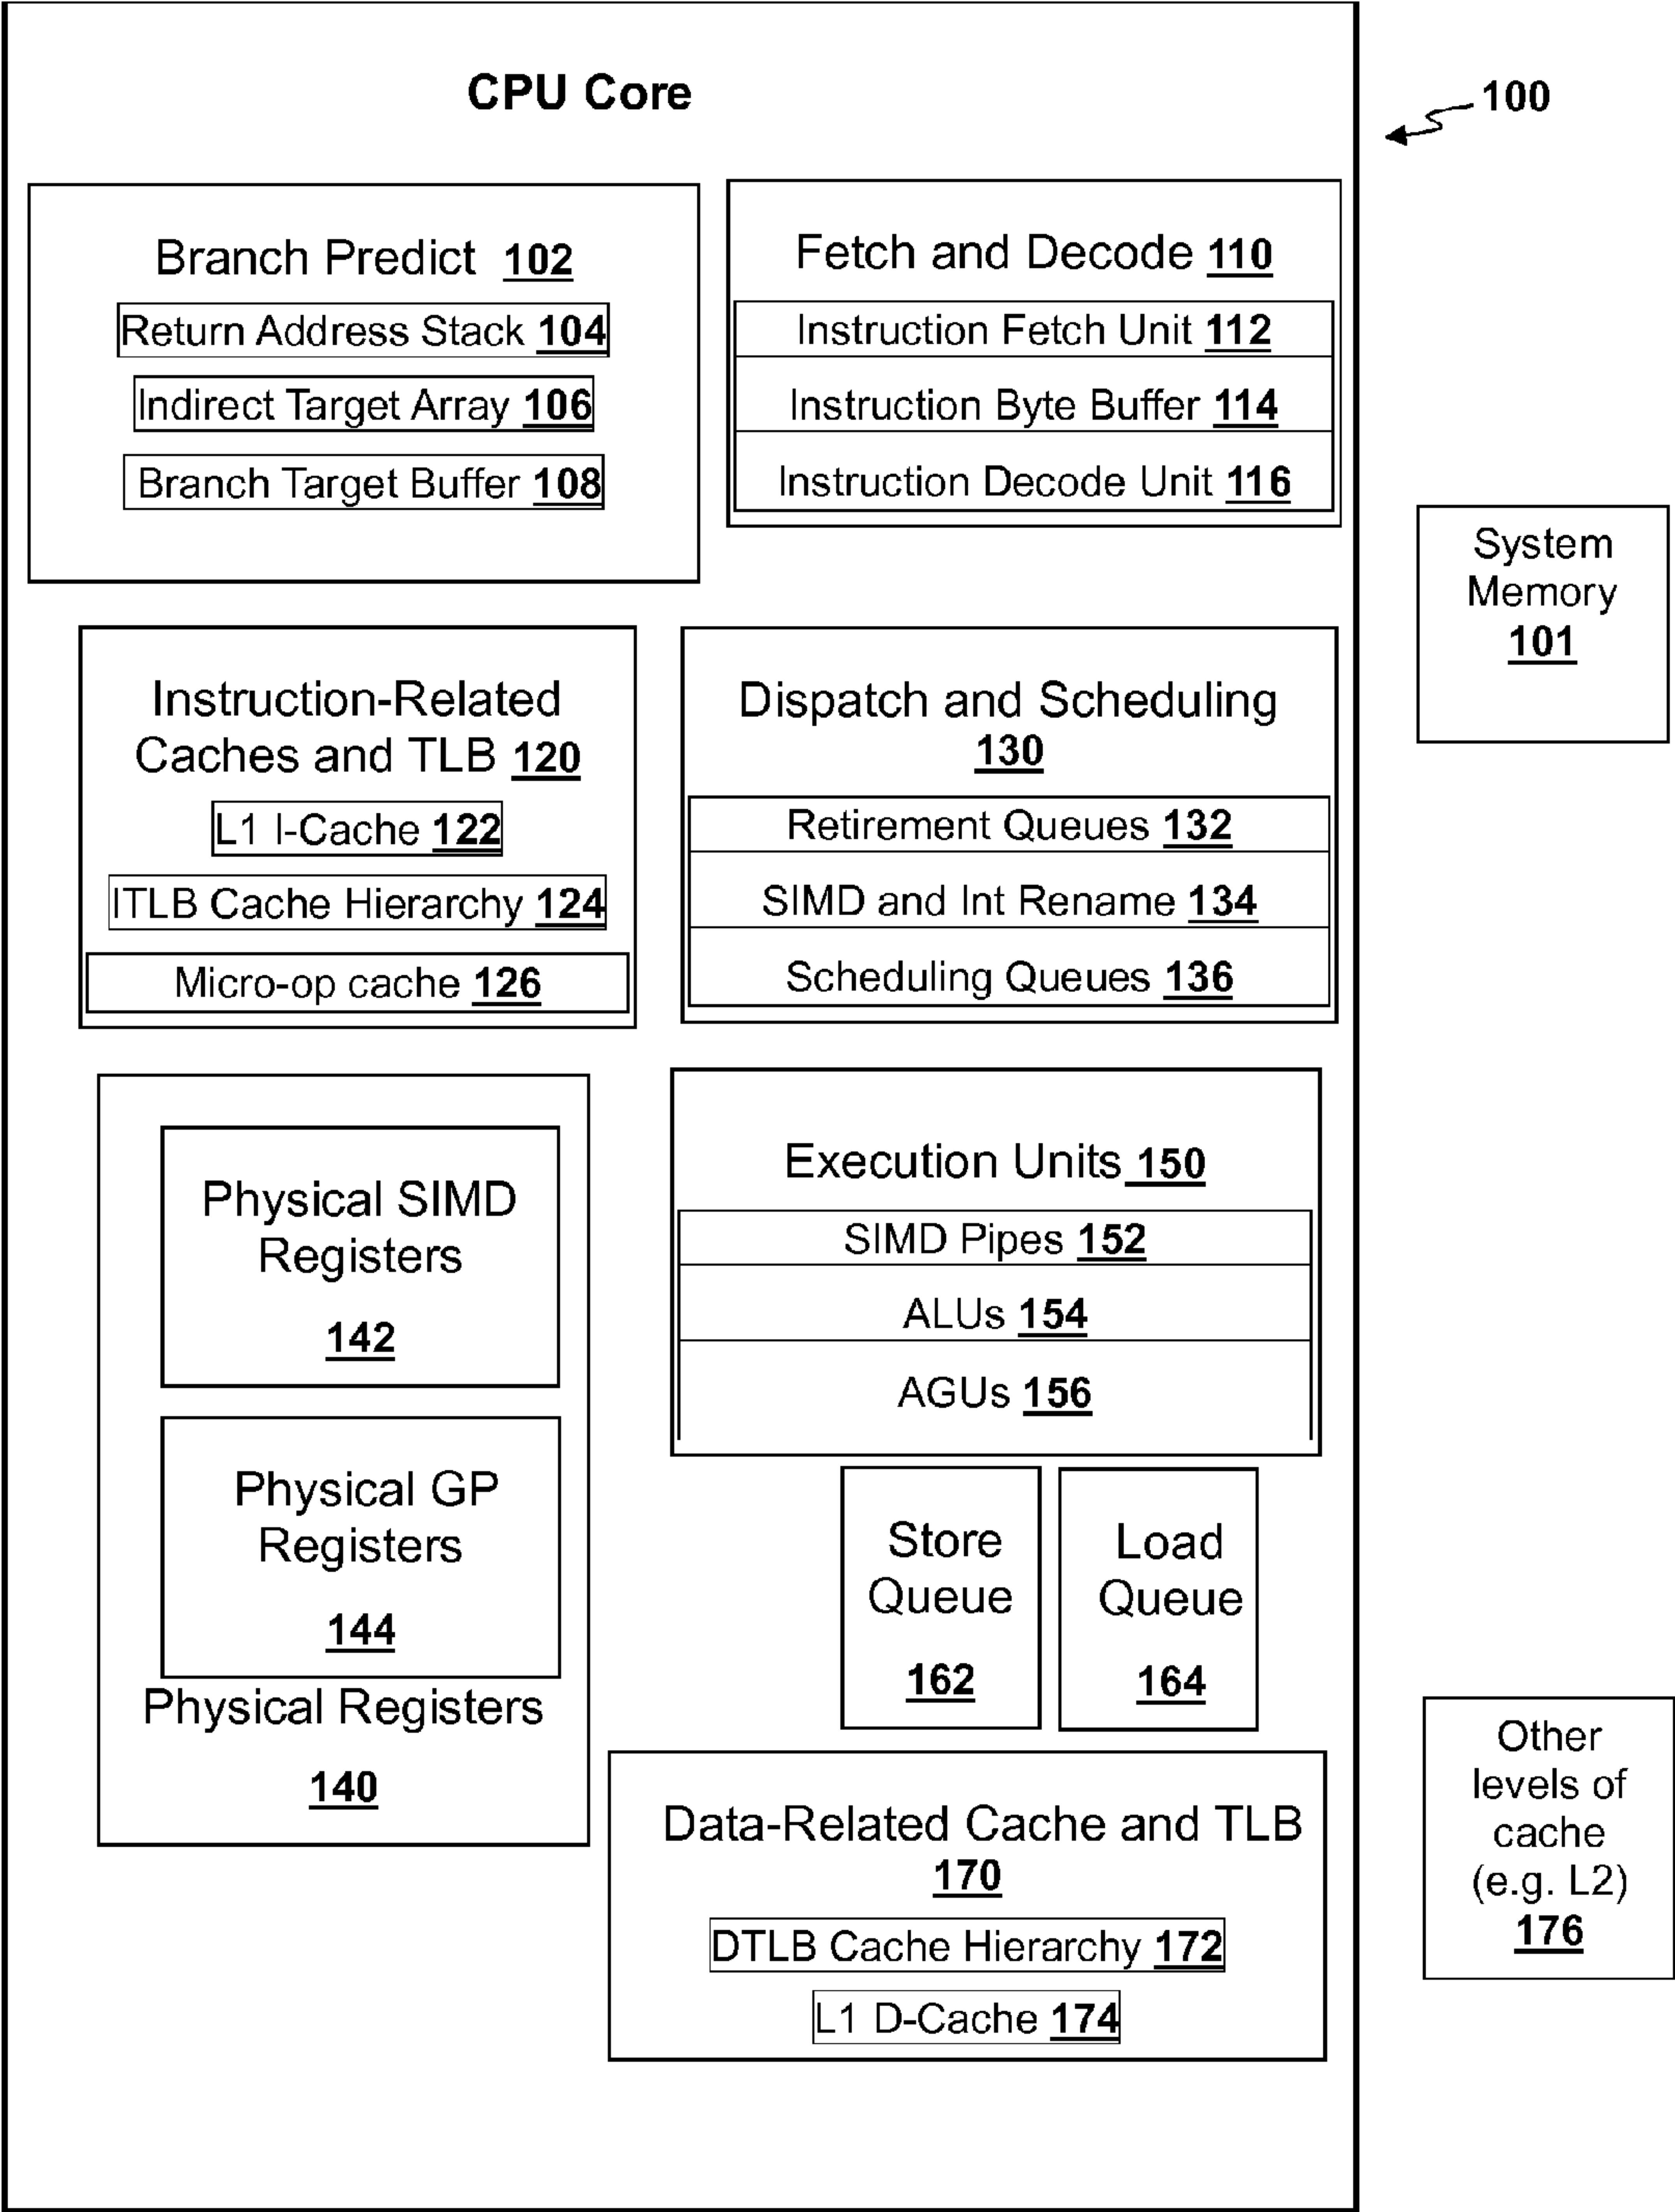 CPU Core
100
Branch Predict 102
Return Address Stack 104
Indirect Target Array 106
Branch Target Buffer 108
Fetch and Decode 110
Instruction Fetch Unit 112
Instruction Byte Buffer 114
Instruction Decode Unit 116
System
Memory
101
Instruction-Related
Caches and TLB 120
L1 I-Cache 122
ITLB Cache Hierarchy 124
Micro-op cache 126
Dispatch and Scheduling
130
Retirement Queues 132
SIMD and Int Rename 134
Scheduling Queues 136
Physical SIMD
Registers
142
Physical GP
Registers
144
Physical Registers
140
Execution Units 150
SIMD Pipes 152
ALUs 154
AGUs 156
Store
Queue
162
Load
Queue
164
Data-Related Cache and TLB
170
DTLB Cache Hierarchy 172
L1 D-Cache 174
Other
levels of
cache
(e.g. L2)
176